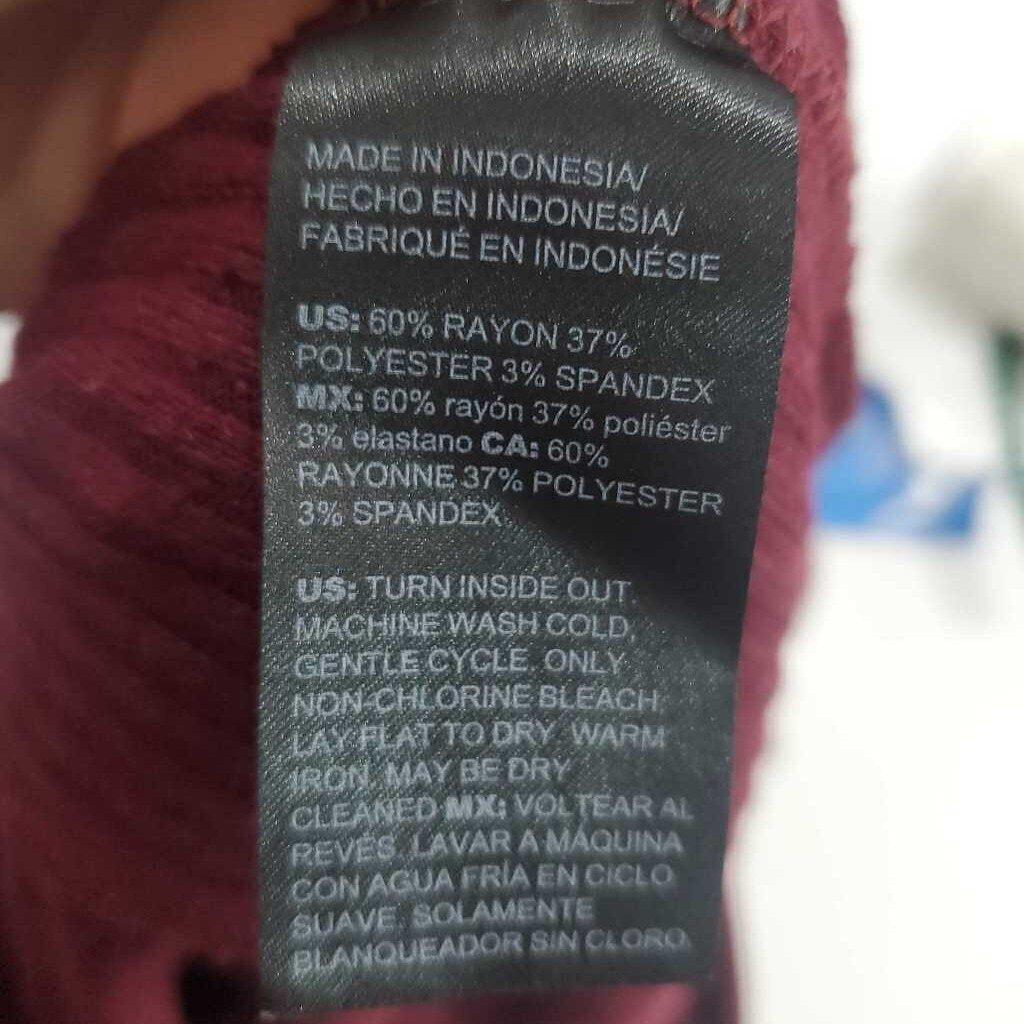 MADE IN INDONESIA/
HECHO EN INDONESIA/
FABRIQUÉ EN INDONÉSIE
US: 60% RAYON 37%
POLYESTER 3% SPANDEX
MX: 60% rayón 37% poliéster
3% elastano CA: 60%
RAYONNE 37% POLYESTER
3% SPANDEX
US: TURN INSIDE OUT.
MACHINE WASH COLD,
GENTLE CYCLE. ONLY
NON-CHLORINE BLEACH.
LAY FLAT TO DRY. WARM
IRON. MAY BE DRY
CLEANED MX: VOLTEAR AL
REVÉS. LAVAR A MÁQUINA
CON AGUA FRÍA EN CICLO
SUAVE. SOLAMENTE
BLANQUEADOR SIN CLORO.